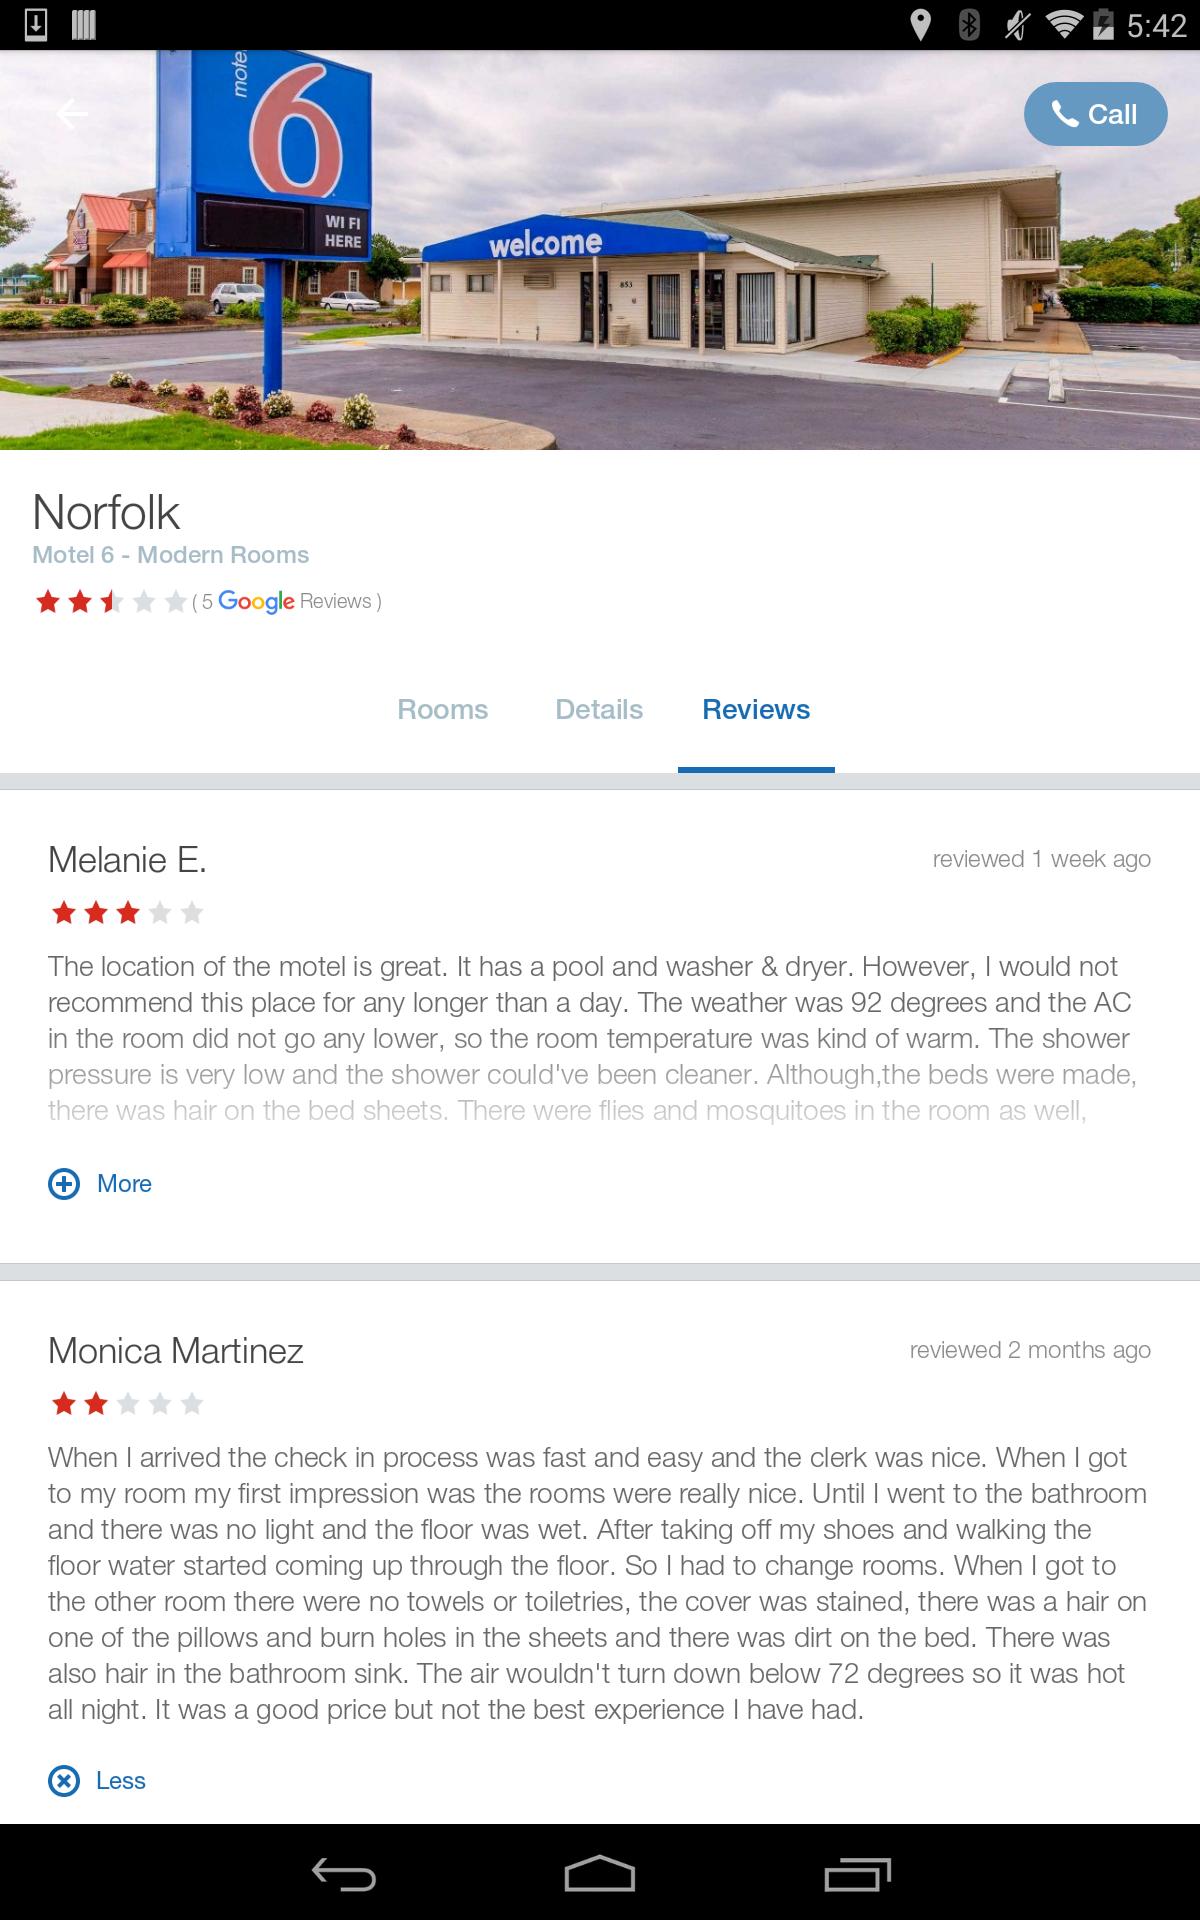 5:42
Call
motel
6
WI FI
HERE
welcome
853
Norfolk
Motel 6 - Modern Rooms
( 5 Google Reviews )
Rooms Details Reviews
Melanie E. reviewed 1 week ago
The location of the motel is great. It has a pool and washer & dryer. However, I would not
recommend this place for any longer than a day. The weather was 92 degrees and the AC
in the room did not go any lower, so the room temperature was kind of warm. The shower
pressure is very low and the shower could've been cleaner. Although,the beds were made,
there was hair on the bed sheets. There were flies and mosquitoes in the room as well,
More
Monica Martinez reviewed 2 months ago
When I arrived the check in process was fast and easy and the clerk was nice. When I got
to my room my first impression was the rooms were really nice. Until I went to the bathroom
and there was no light and the floor was wet. After taking off my shoes and walking the
floor water started coming up through the floor. So I had to change rooms. When I got to
the other room there were no towels or toiletries, the cover was stained, there was a hair on
one of the pillows and burn holes in the sheets and there was dirt on the bed. There was
also hair in the bathroom sink. The air wouldn't turn down below 72 degrees so it was hot
all night. It was a good price but not the best experience I have had.
Less